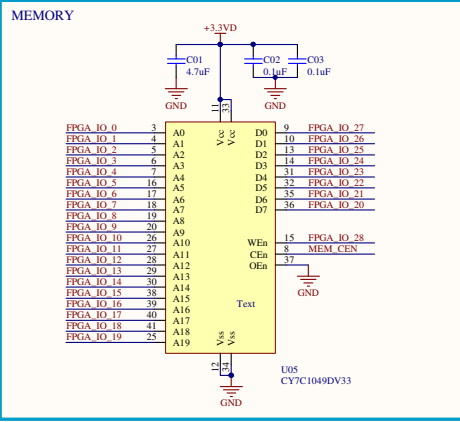 MEMORY
+3.3VD
C01
4.7uF
C02
0.1uF
C03
0.1uF
GND
GND
11
33
Vcc
Vcc
FPGA_IO_0 3 A0 D0 9 FPGA_IO_27
FPGA_IO_1 4 A1 D1 10 FPGA_IO_26
FPGA_IO_2 5 A2 D2 13 FPGA_IO_25
FPGA_IO_3 6 A3 D3 14 FPGA_IO_24
FPGA_IO_4 7 A4 D4 31 FPGA_IO_23
FPGA_IO_5 16 A5 D5 32 FPGA_IO_22
FPGA_IO_6 17 A6 D6 35 FPGA_IO_21
FPGA_IO_7 18 A7 D7 36 FPGA_IO_20
FPGA_IO_8 19 A8
FPGA_IO_9 20 A9
FPGA_IO_10 26 A10 WEn 15 FPGA_IO_28
FPGA_IO_11 27 A11 CEn 8 MEM_CEN
FPGA_IO_12 28 A12 OEn 37
FPGA_IO_13 29 A13
FPGA_IO_14 30 A14
GND
FPGA_IO_15 38 A15
FPGA_IO_16 39 A16 Text
FPGA_IO_17 40 A17
FPGA_IO_18 41 A18
FPGA_IO_19 25 A19
Vss
Vss
12
34
U05
CY7C1049DV33
GND